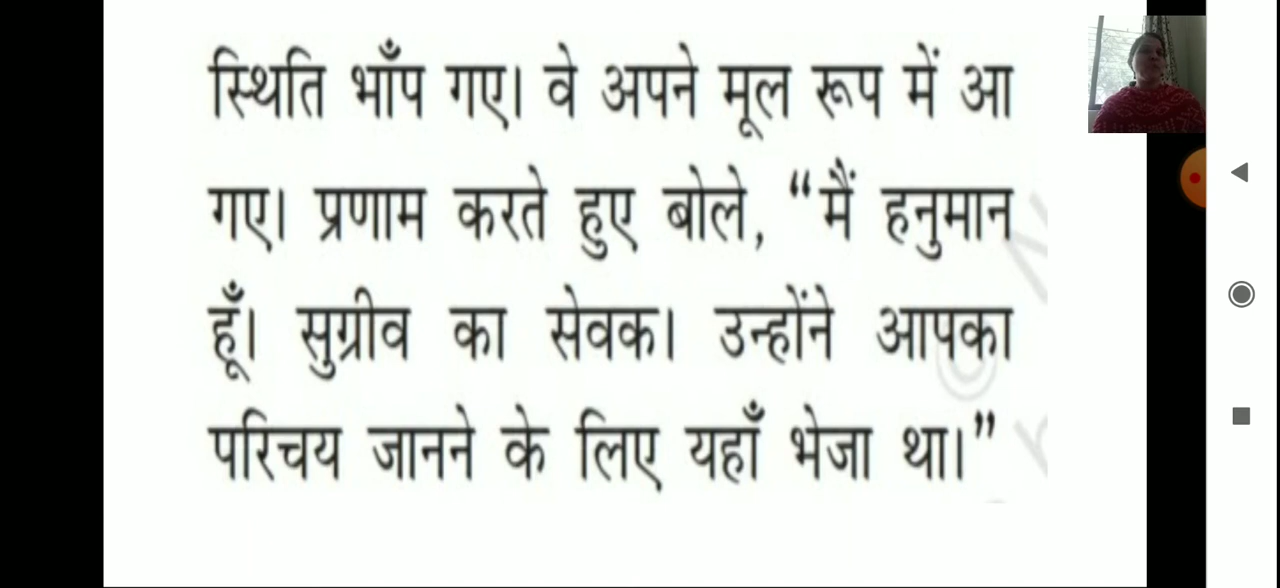 स्थिति भाँप गए। वे अपने मूल रूप में आ
गए। प्रणाम करते हुए बोले, “मैं हनुमान
हूँ। सुग्रीव का सेवक। उन्होंने आपका
परिचय जानने के लिए यहाँ भेजा था।”